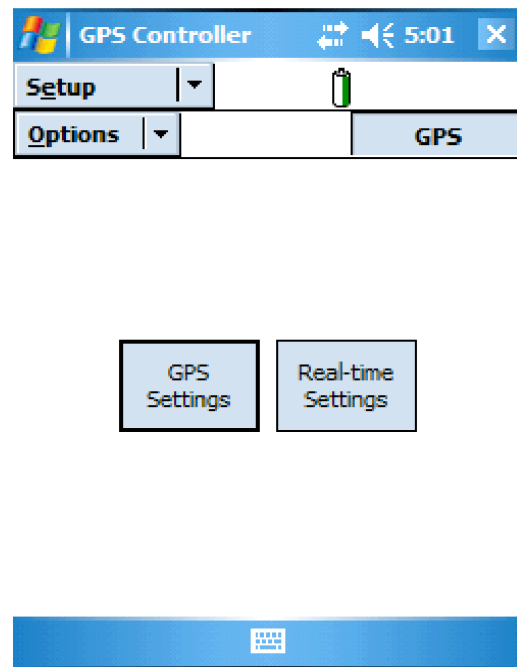 GPS Controller 5:01
Setup
Options GPS
GPS Settings
Real-time Settings